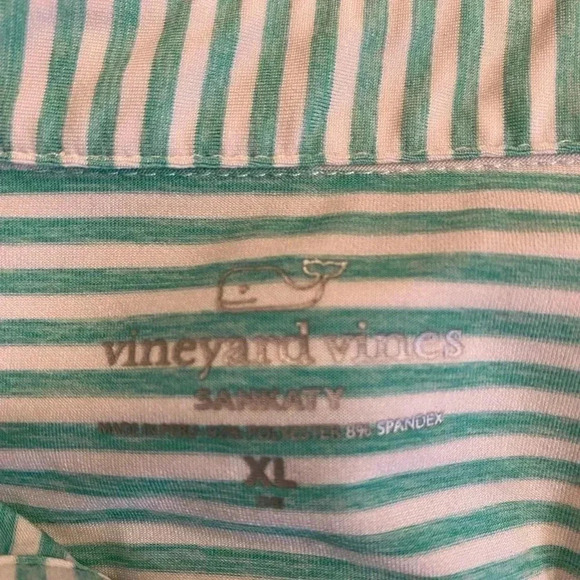 vineyard vines
SANKATY
8% SPANDEX
XL